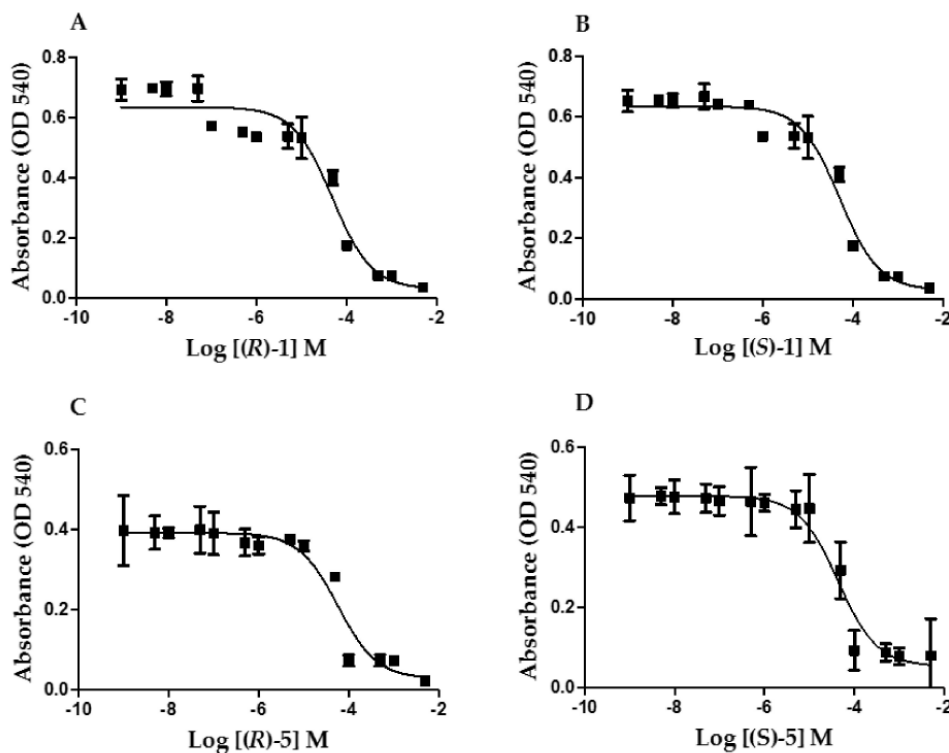 A
Absorbance (OD 540)
0.8
0.6
0.4
0.2
0.0
-10 -8 -6 -4 -2
Log [(R)-1] M
B
Absorbance (OD 540)
0.8
0.6
0.4
0.2
0.0
-10 -8 -6 -4 -2
Log [(S)-1] M
C
Absorbance (OD 540)
0.6
0.4
0.2
0.0
-10 -8 -6 -4 -2
Log [(R)-5] M
D
Absorbance (OD 540)
0.6
0.4
0.2
0.0
-10 -8 -6 -4 -2
Log [(S)-5] M